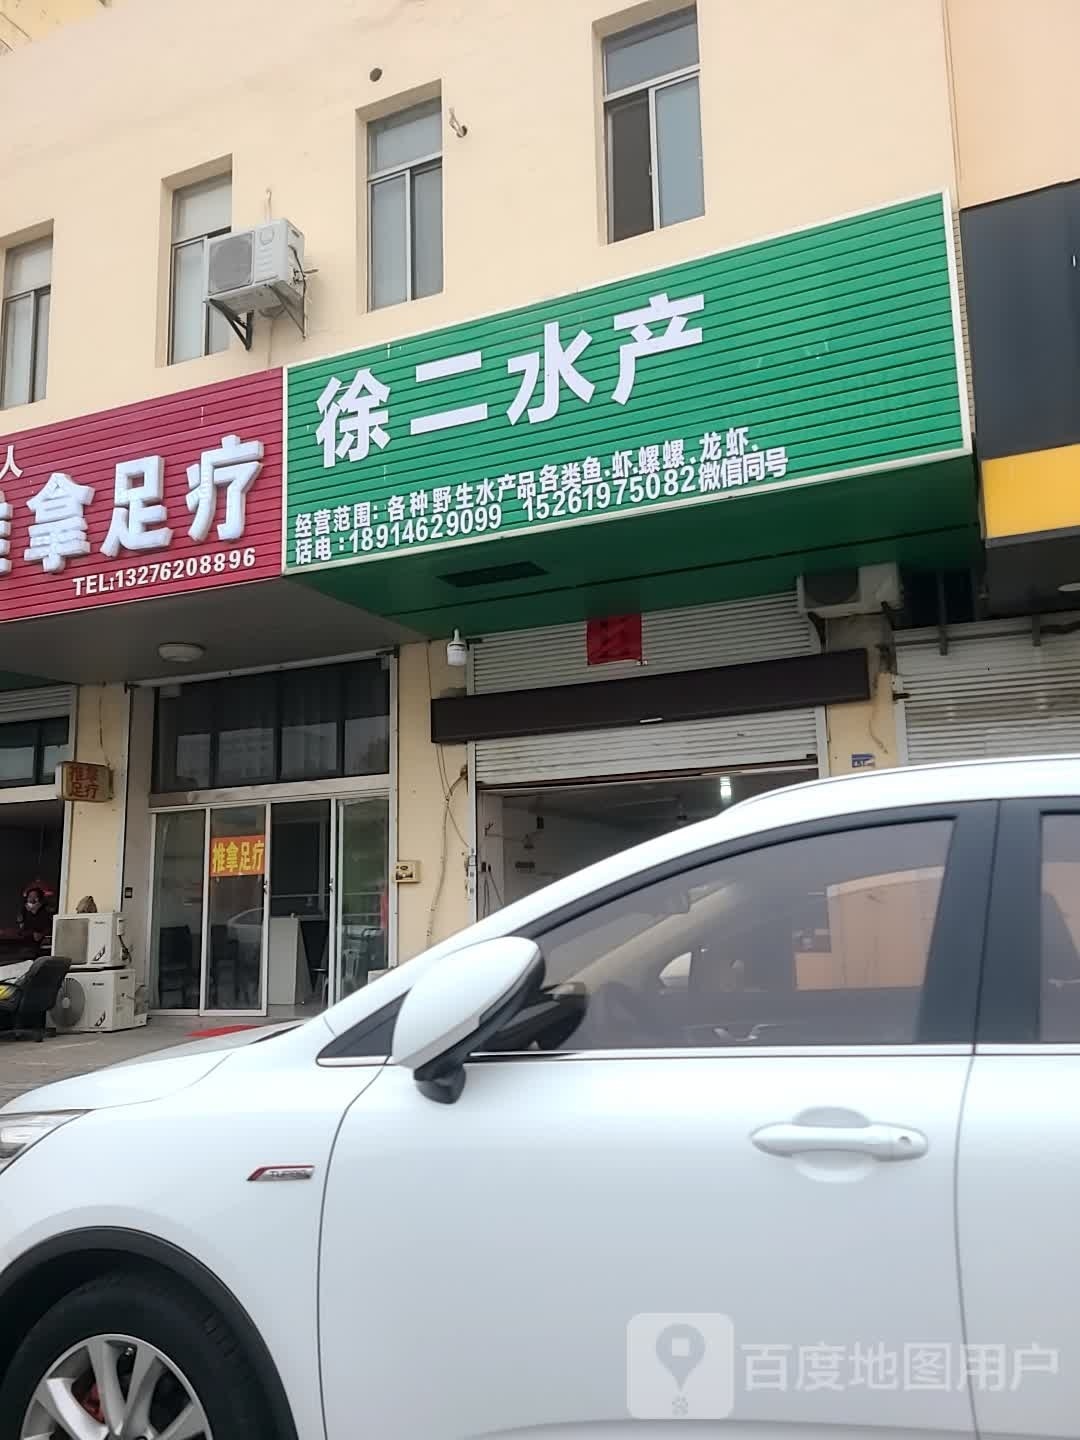 徐二水产
经营范围：各种野生水产品各类鱼.虾.螺螺.龙虾.
话电：18914629099 15261975082微信同号
人
推拿足疗
TEL:13276208896
推拿
足疗
推拿足疗
TURBO
百度地图用户